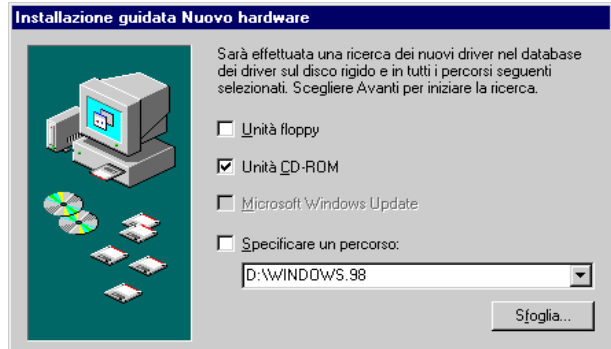 Installazione guidata Nuovo hardware
Sarà effettuata una ricerca dei nuovi driver nel database
dei driver sul disco rigido e in tutti i percorsi seguenti
selezionati. Scegliere Avanti per iniziare la ricerca.
Unità floppy
Unità CD-ROM
Microsoft Windows Update
Specificare un percorso:
D:\WINDOWS.98
Sfoglia...